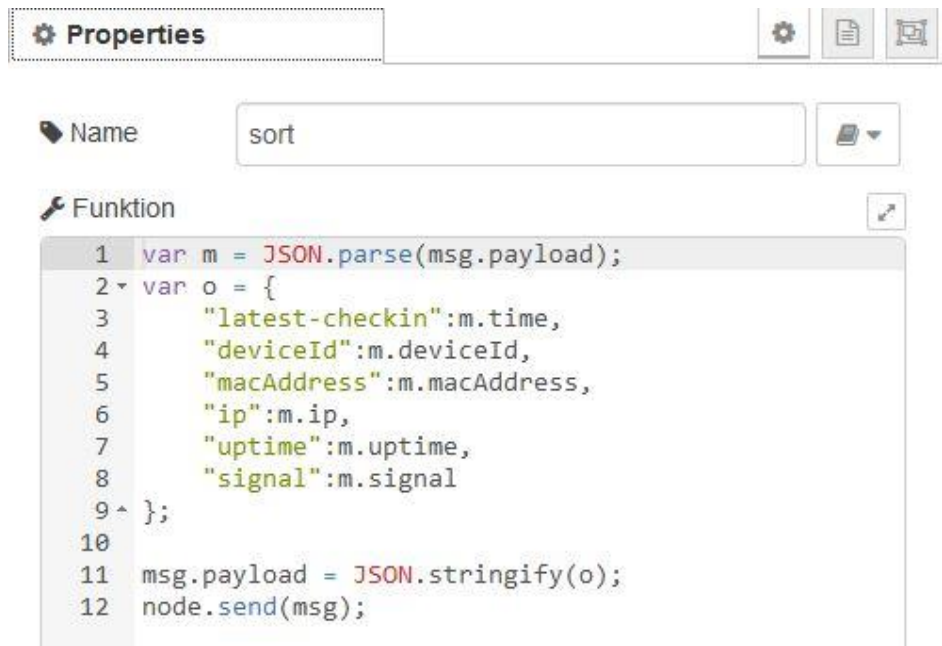 Properties
Name sort
Funktion
1 var m = JSON.parse(msg.payload);
2 var o = {
3 "latest-checkin":m.time,
4 "deviceId":m.deviceId,
5 "macAddress":m.macAddress,
6 "ip":m.ip,
7 "uptime":m.uptime,
8 "signal":m.signal
9 };
10
11 msg.payload = JSON.stringify(o);
12 node.send(msg);